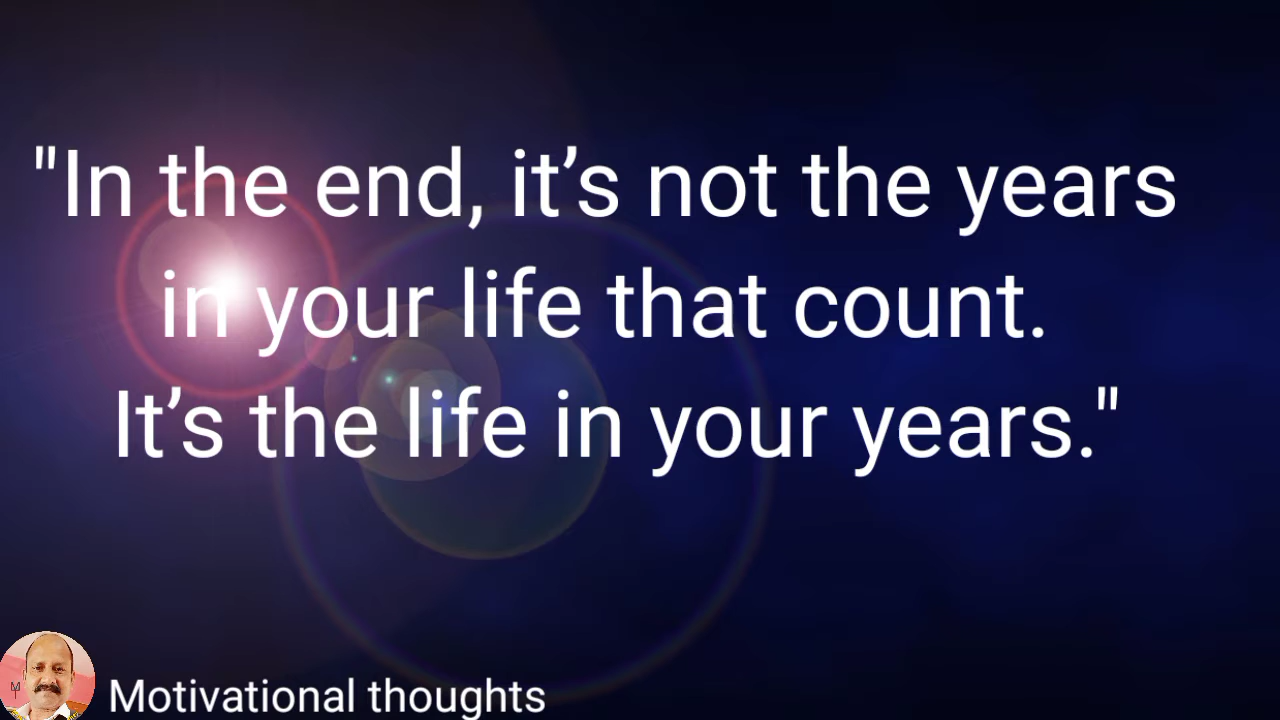 "In the end, it’s not the years
in your life that count.
It’s the life in your years."
M
Motivational thoughts